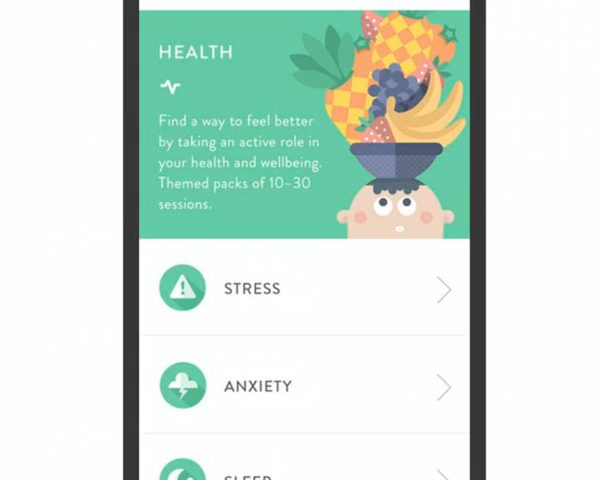 HEALTH
Find a way to feel better
by taking an active role in
your health and wellbeing.
Themed packs of 10–30
sessions.
STRESS
ANXIETY
SLEEP